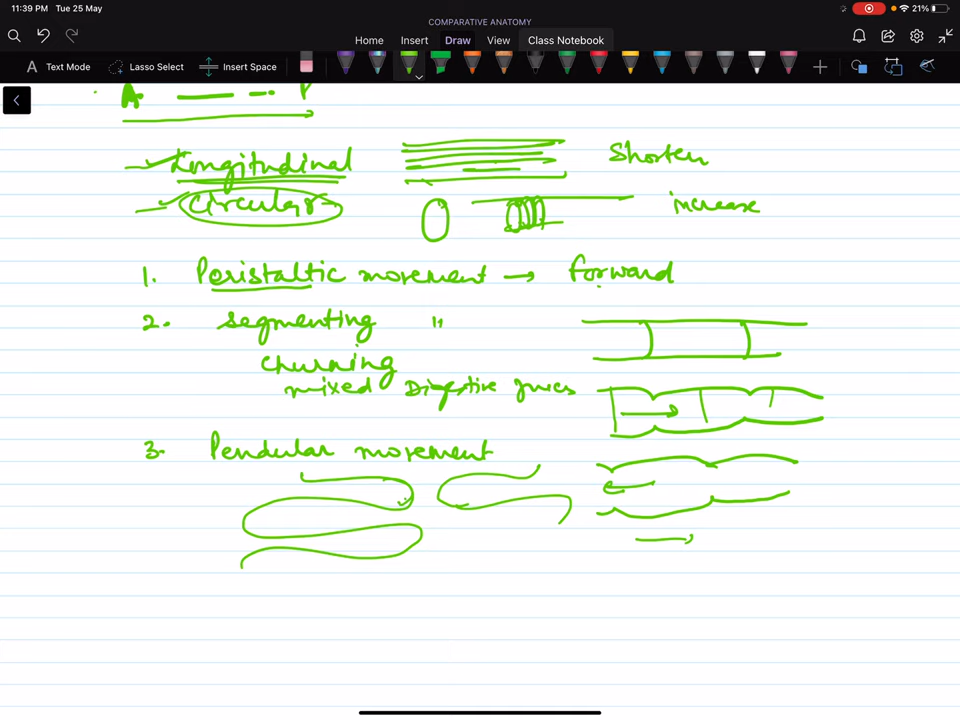 11:39 PM Tue 25 May
21%
COMPARATIVE ANATOMY
Home Insert Draw View Class Notebook
A Text Mode Lasso Select Insert Space
A P
Longitudinal Shorten
Circular increase
1. Peristaltic movement → forward
2. segmenting "
churning
mixed Digestive juices
3. Pendular movement